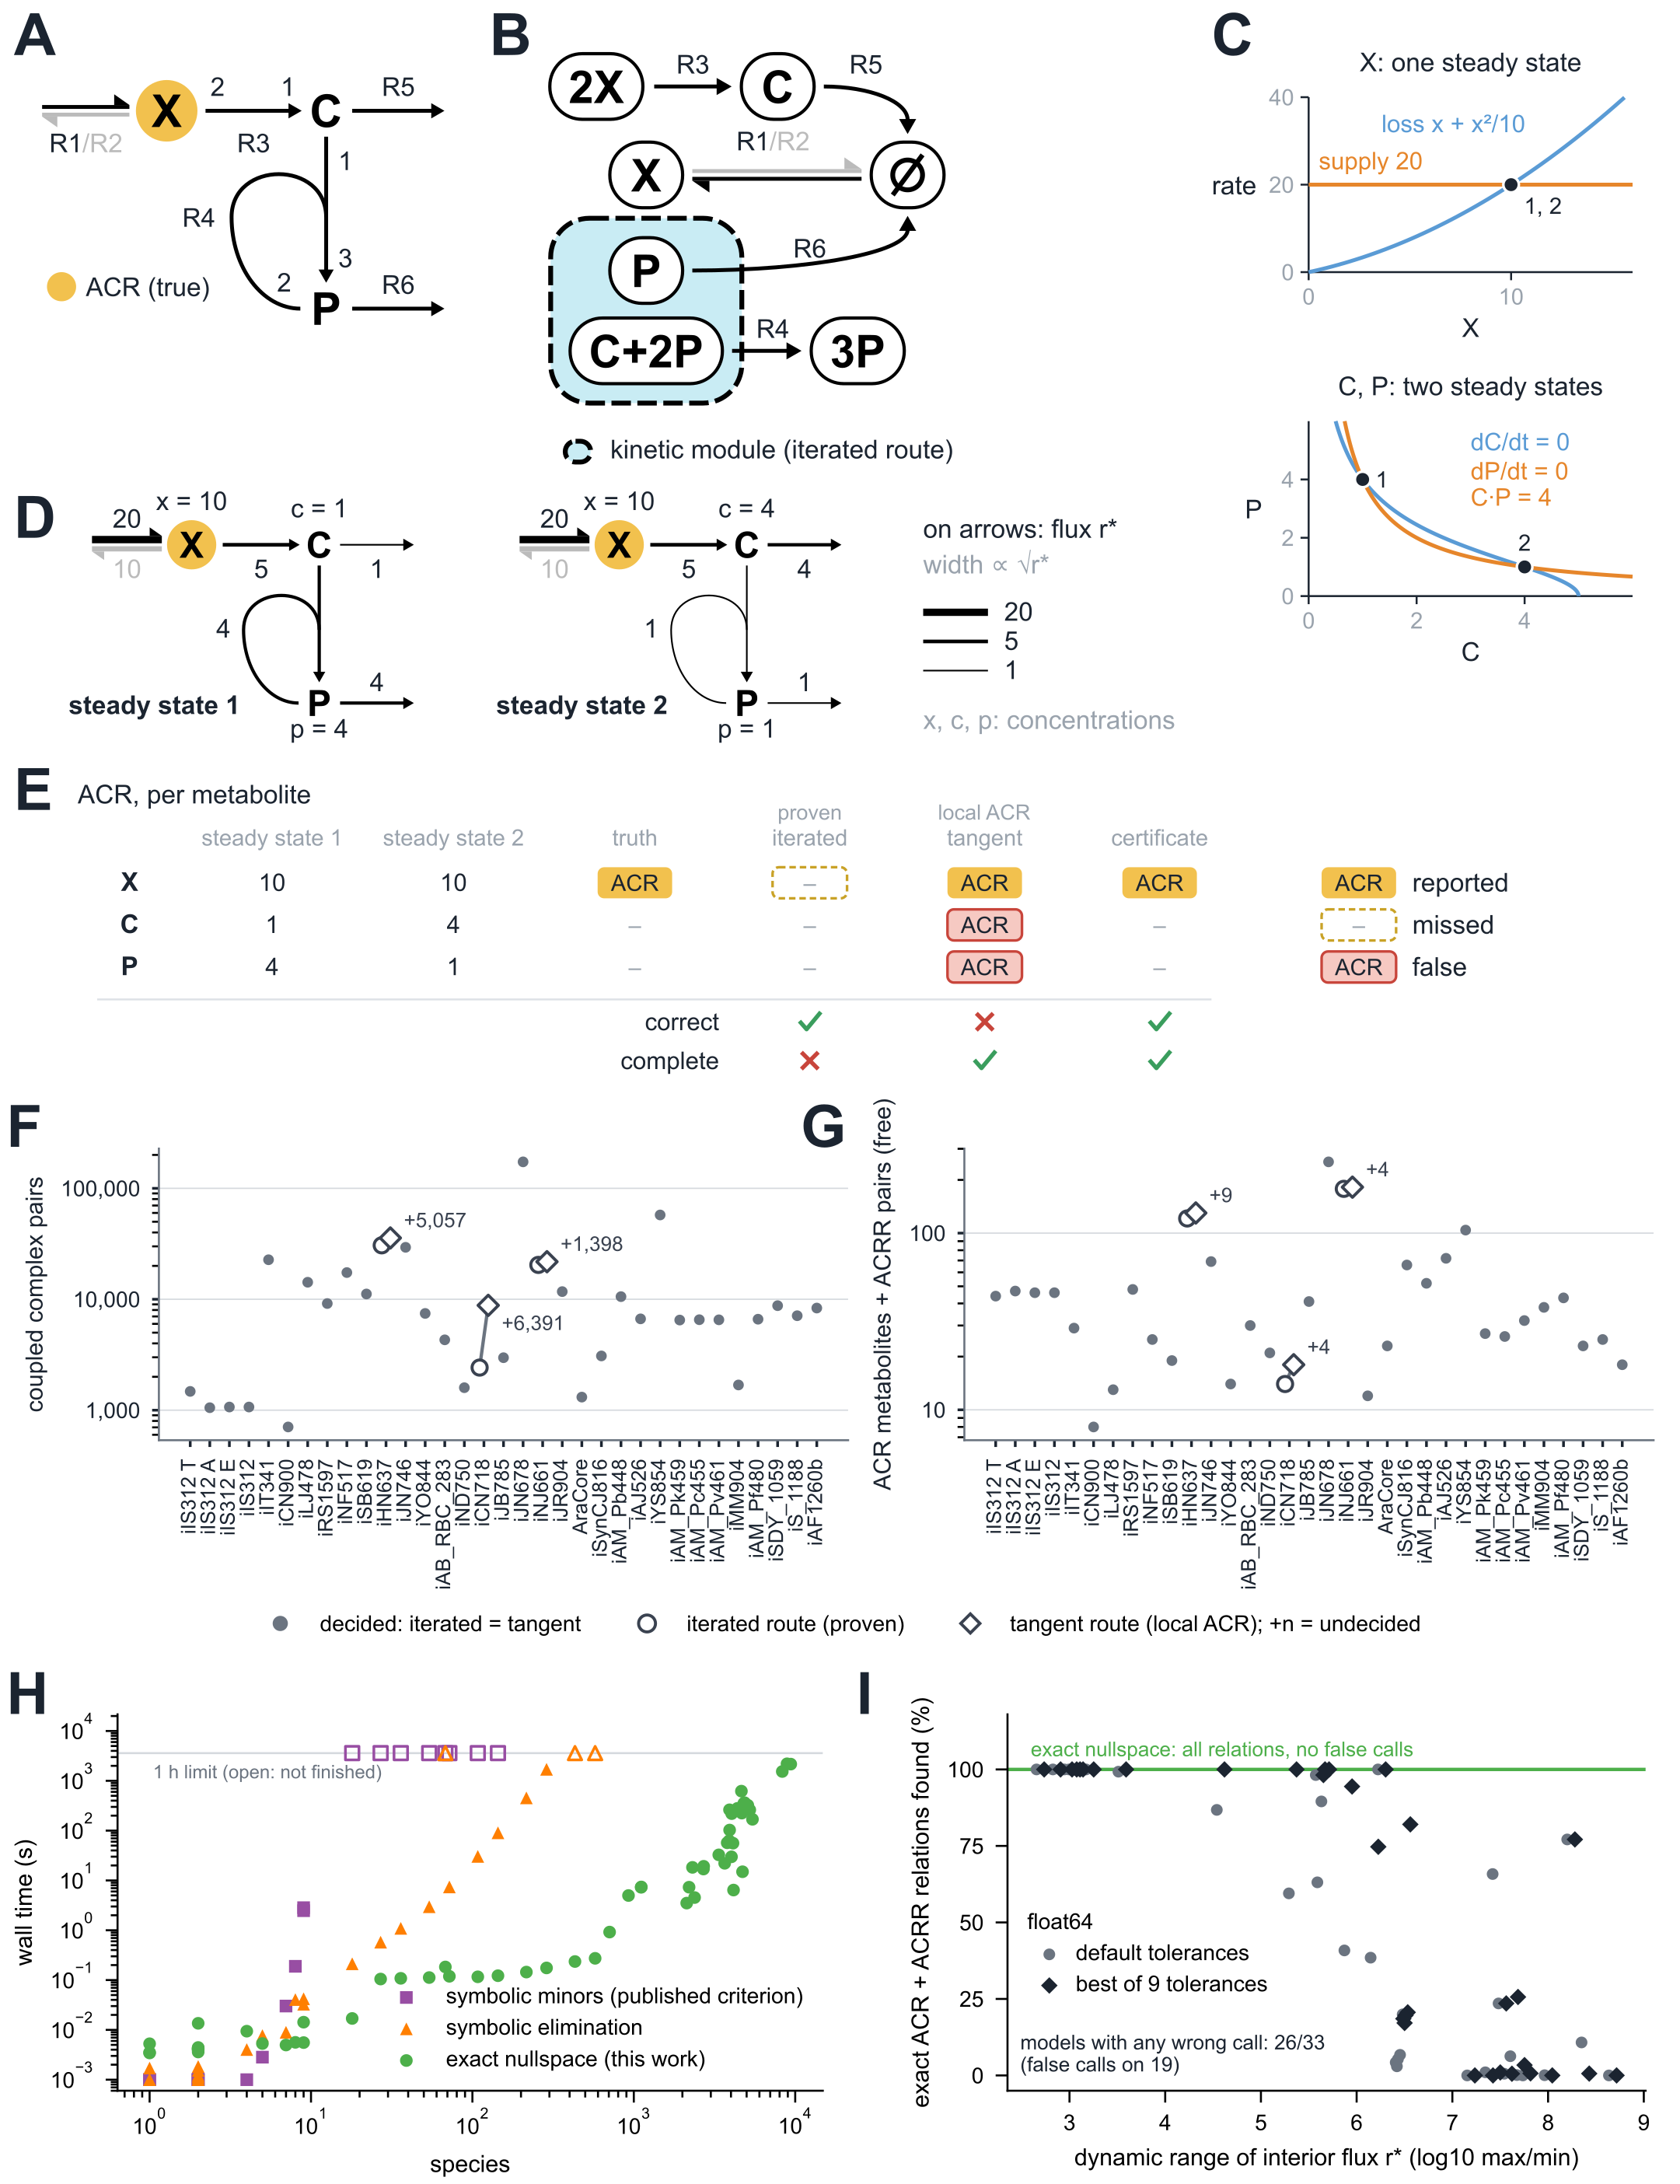 A
X
2
1
C
R5
R1/R2
R3
1
R4
3
2
P
R6
ACR (true)
B
2X
R3
C
R5
R1/R2
X
∅
P
R6
C+2P
R4
3P
kinetic module (iterated route)
C
X: one steady state
40
loss x + x²/10
supply 20
rate
20
1, 2
0
0
10
X
C, P: two steady states
dC/dt = 0
dP/dt = 0
C·P = 4
4
1
P
2
2
0
0
2
4
C
D
x = 10
c = 1
20
X
C
10
5
1
4
4
P
p = 4
steady state 1
x = 10
c = 4
20
X
C
10
5
4
1
1
P
p = 1
steady state 2
on arrows: flux r*
width ∝ √r*
20
5
1
x, c, p: concentrations
E
ACR, per metabolite
steady state 1
steady state 2
truth
proven
iterated
local ACR
tangent
certificate
X 10 10 ACR – ACR ACR
C 1 4 – – ACR –
P 4 1 – – ACR –
ACR reported
– missed
ACR false
correct ✓ ✕ ✓
complete ✕ ✓ ✓
F
coupled complex pairs
100,000
10,000
1,000
+5,057
+1,398
+6,391
iIS312 T
iIS312 A
iIS312 E
iIS312
iIT341
iCN900
iLJ478
iRS1597
iNF517
iSB619
iHN637
iJN746
iYO844
iAB_RBC_283
iND750
iCN718
iJB785
iJN678
iNJ661
iJR904
AraCore
iSynCJ816
iAM_Pb448
iAJ526
iYS854
iAM_Pk459
iAM_Pc455
iAM_Pv461
iMM904
iAM_Pf480
iSDY_1059
iS_1188
iAF1260b
G
ACR metabolites + ACRR pairs (free)
100
10
+9
+4
+4
iIS312 T
iIS312 A
iIS312 E
iIS312
iIT341
iCN900
iLJ478
iRS1597
iNF517
iSB619
iHN637
iJN746
iYO844
iAB_RBC_283
iND750
iCN718
iJB785
iJN678
iNJ661
iJR904
AraCore
iSynCJ816
iAM_Pb448
iAJ526
iYS854
iAM_Pk459
iAM_Pc455
iAM_Pv461
iMM904
iAM_Pf480
iSDY_1059
iS_1188
iAF1260b
decided: iterated = tangent
iterated route (proven)
tangent route (local ACR); +n = undecided
H
wall time (s)
10⁴
10³
10²
10¹
10⁰
10⁻¹
10⁻²
10⁻³
1 h limit (open: not finished)
symbolic minors (published criterion)
symbolic elimination
exact nullspace (this work)
10⁰
10¹
10²
10³
10⁴
species
I
exact ACR + ACRR relations found (%)
exact nullspace: all relations, no false calls
100
75
50
25
0
float64
default tolerances
best of 9 tolerances
models with any wrong call: 26/33
(false calls on 19)
3
4
5
6
7
8
9
dynamic range of interior flux r* (log10 max/min)